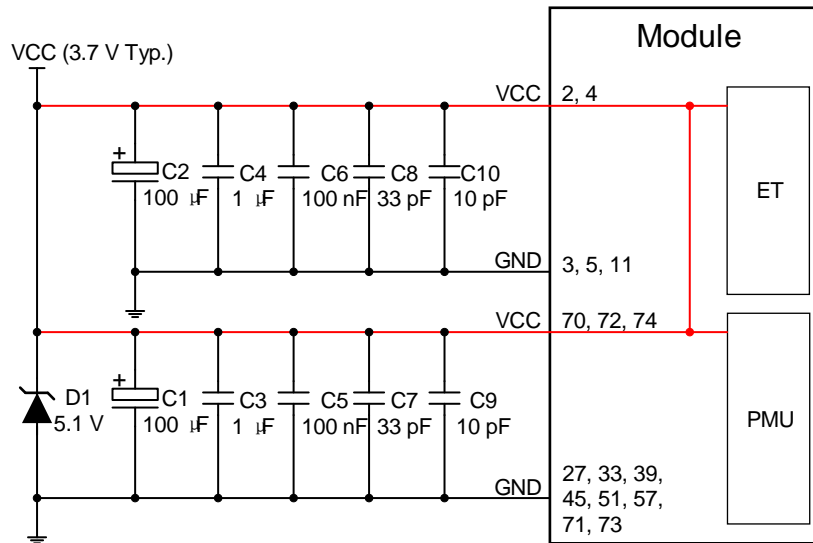 Module
VCC (3.7 V Typ.)
VCC 2, 4
+
C2 C4 C6 C8 C10
100 μF 1 μF 100 nF 33 pF 10 pF
ET
GND 3, 5, 11
VCC 70, 72, 74
+
D1 C1 C3 C5 C7 C9
5.1 V 100 μF 1 μF 100 nF 33 pF 10 pF
PMU
GND 27, 33, 39,
45, 51, 57,
71, 73